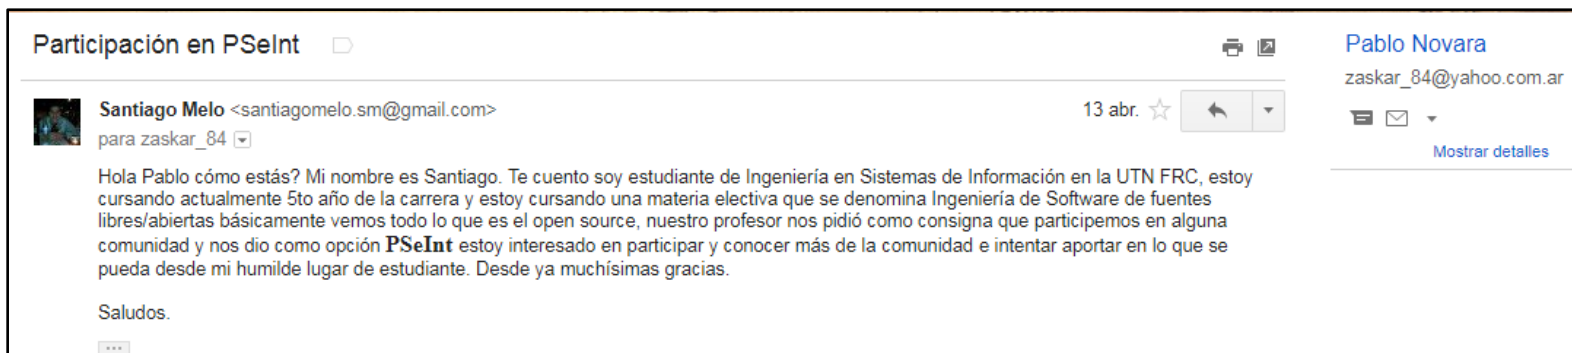 Participación en PSeInt
Pablo Novara
zaskar_84@yahoo.com.ar
Mostrar detalles
Santiago Melo <santiagomelo.sm@gmail.com>
13 abr.
para zaskar_84
Hola Pablo cómo estás? Mi nombre es Santiago. Te cuento soy estudiante de Ingeniería en Sistemas de Información en la UTN FRC, estoy
cursando actualmente 5to año de la carrera y estoy cursando una materia electiva que se denomina Ingeniería de Software de fuentes
libres/abiertas básicamente vemos todo lo que es el open source, nuestro profesor nos pidió como consigna que participemos en alguna
comunidad y nos dio como opción PSeInt estoy interesado en participar y conocer más de la comunidad e intentar aportar en lo que se
pueda desde mi humilde lugar de estudiante. Desde ya muchísimas gracias.
Saludos.